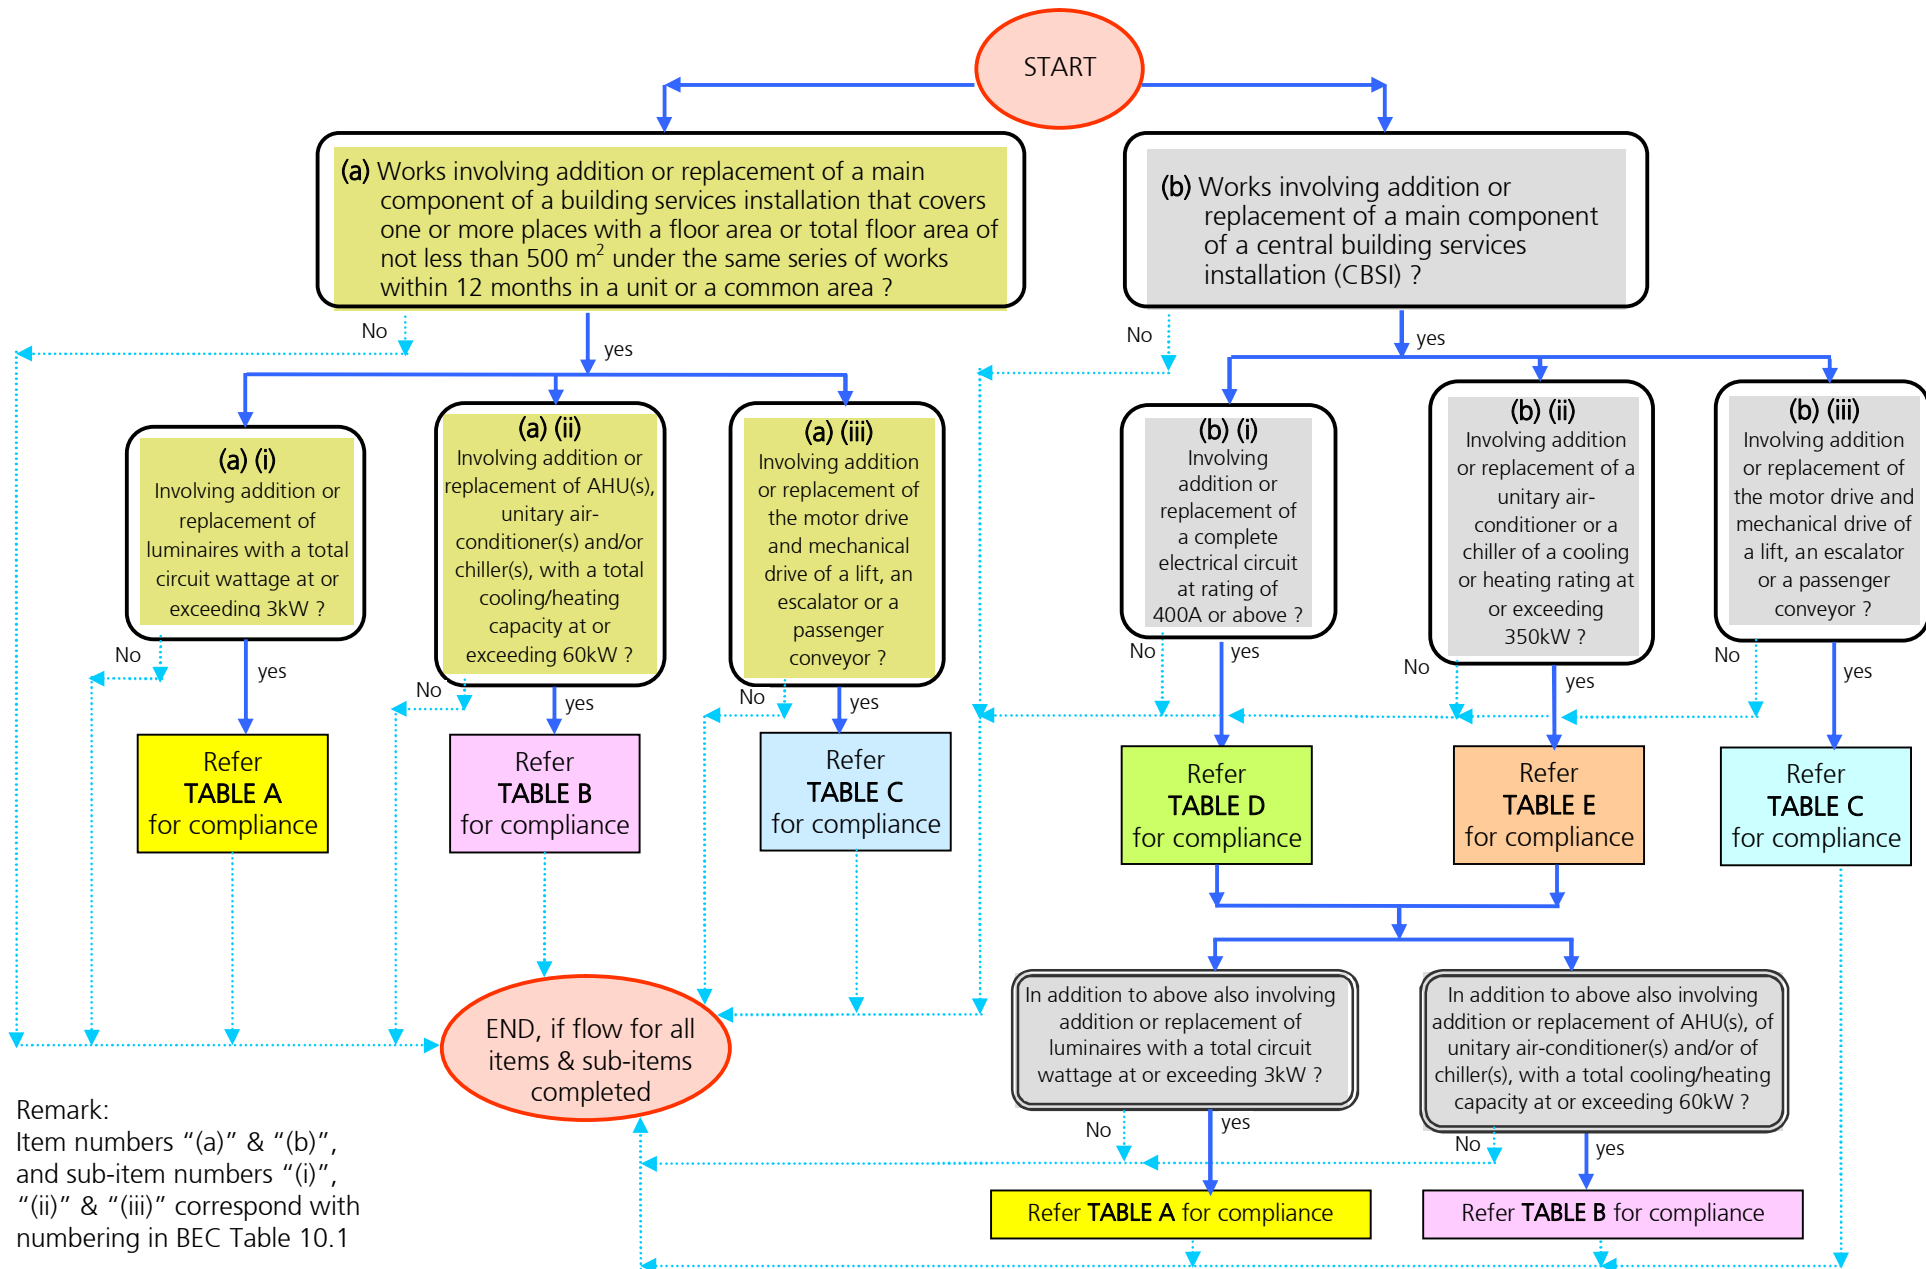 START
(a) Works involving addition or replacement of a main
component of a building services installation that covers
one or more places with a floor area or total floor area of
not less than 500 m² under the same series of works
within 12 months in a unit or a common area ?
(b) Works involving addition or
replacement of a main component
of a central building services
installation (CBSI) ?
No
yes
No
yes
(a) (i)
Involving addition or
replacement of
luminaires with a total
circuit wattage at or
exceeding 3kW ?
(a) (ii)
Involving addition or
replacement of AHU(s),
unitary air-
conditioner(s) and/or
chiller(s), with a total
cooling/heating
capacity at or
exceeding 60kW ?
(a) (iii)
Involving addition
or replacement of
the motor drive
and mechanical
drive of a lift, an
escalator or a
passenger
conveyor ?
(b) (i)
Involving
addition or
replacement of
a complete
electrical circuit
at rating of
400A or above ?
(b) (ii)
Involving addition
or replacement of a
unitary air-
conditioner or a
chiller of a cooling
or heating rating at
or exceeding
350kW ?
(b) (iii)
Involving addition
or replacement of
the motor drive and
mechanical drive of
a lift, an escalator
or a passenger
conveyor ?
No
yes
No
yes
No
yes
No
yes
No
yes
No
yes
Refer
TABLE A
for compliance
Refer
TABLE B
for compliance
Refer
TABLE C
for compliance
Refer
TABLE D
for compliance
Refer
TABLE E
for compliance
Refer
TABLE C
for compliance
END, if flow for all
items & sub-items
completed
In addition to above also involving
addition or replacement of
luminaires with a total circuit
wattage at or exceeding 3kW ?
In addition to above also involving
addition or replacement of AHU(s), of
unitary air-conditioner(s) and/or of
chiller(s), with a total cooling/heating
capacity at or exceeding 60kW ?
No
yes
No
yes
Refer TABLE A for compliance
Refer TABLE B for compliance
Remark:
Item numbers “(a)” & “(b)”,
and sub-item numbers “(i)”,
“(ii)” & “(iii)” correspond with
numbering in BEC Table 10.1